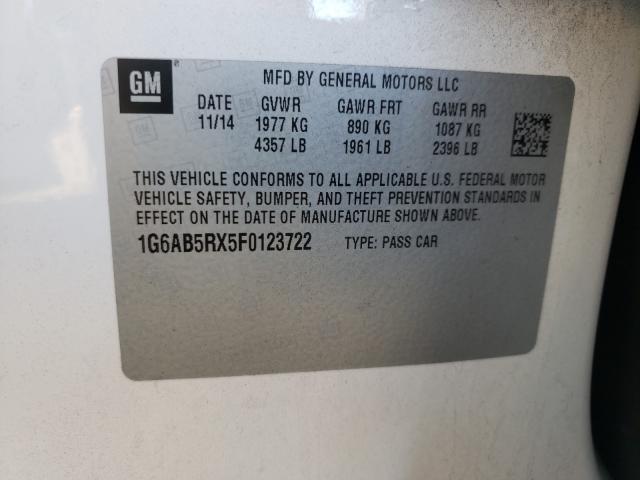 GM
MFD BY GENERAL MOTORS LLC
DATE GVWR GAWR FRT GAWR RR
11/14 1977 KG 890 KG 1087 KG
4357 LB 1961 LB 2396 LB
THIS VEHICLE CONFORMS TO ALL APPLICABLE U.S. FEDERAL MOTOR
VEHICLE SAFETY, BUMPER, AND THEFT PREVENTION STANDARDS IN
EFFECT ON THE DATE OF MANUFACTURE SHOWN ABOVE.
1G6AB5RX5F0123722 TYPE: PASS CAR